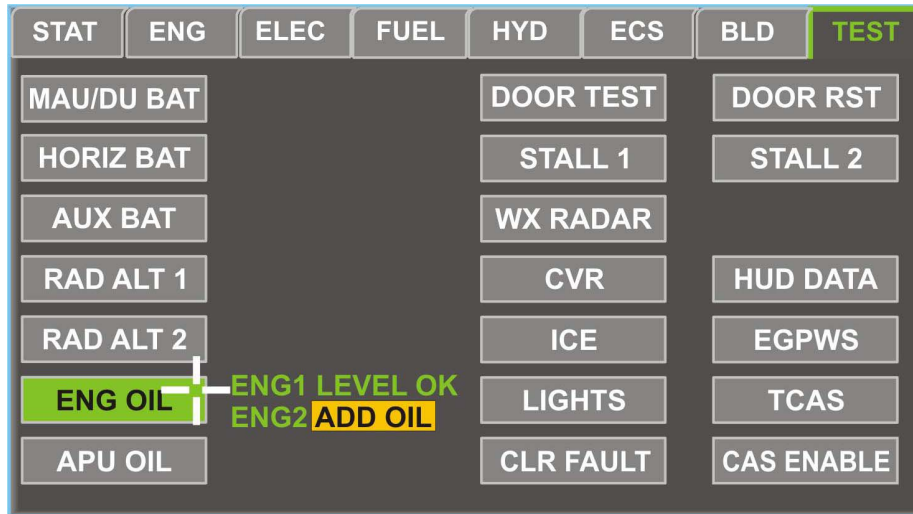 STAT ENG ELEC FUEL HYD ECS BLD TEST
MAU/DU BAT DOOR TEST DOOR RST
HORIZ BAT STALL 1 STALL 2
AUX BAT WX RADAR
RAD ALT 1 CVR HUD DATA
RAD ALT 2 ICE EGPWS
ENG OIL ENG1 LEVEL OK LIGHTS TCAS
ENG2 ADD OIL
APU OIL CLR FAULT CAS ENABLE